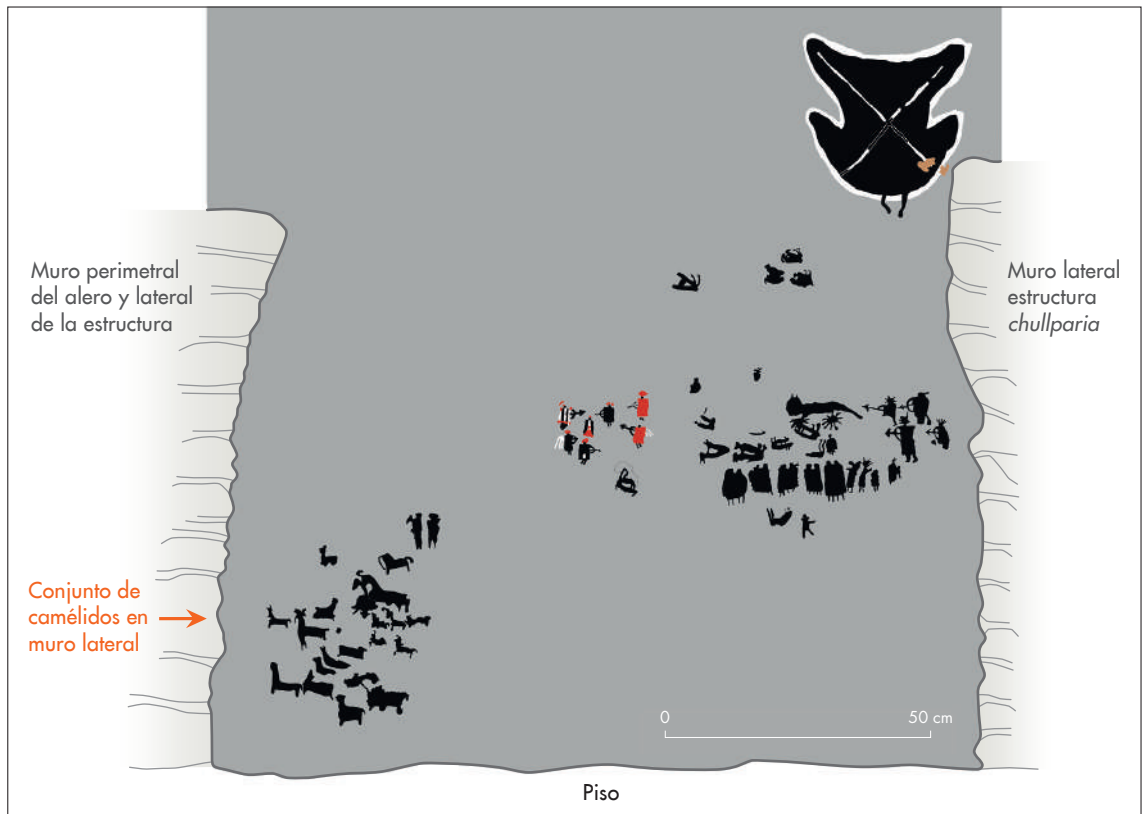 Muro perimetral
del alero y lateral
de la estructura
Muro lateral
estructura
chullparia
Conjunto de
camélidos en
muro lateral
0 50 cm
Piso